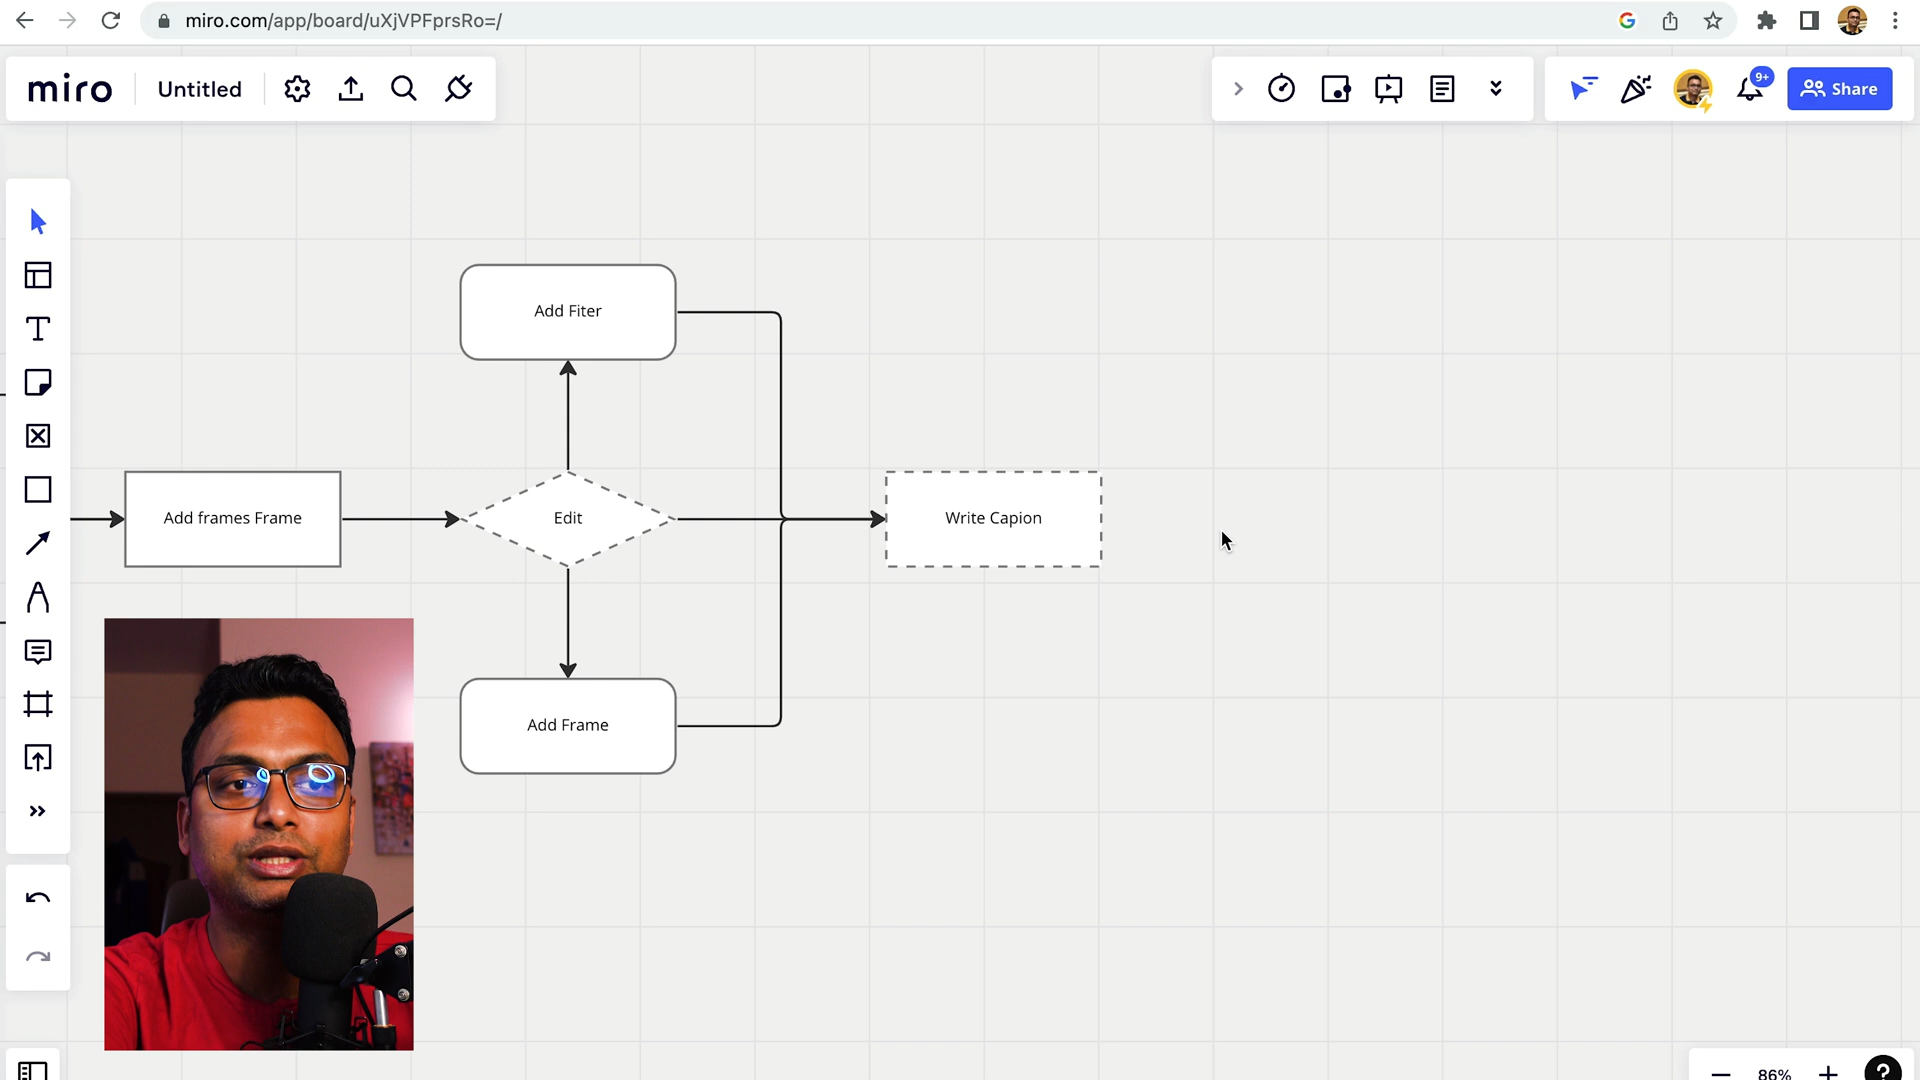 miro.com/app/board/uXjVPFprsRo=/
miro
Untitled
9+
Share
Add Fiter
Add frames Frame
Edit
Write Capion
Add Frame
86%